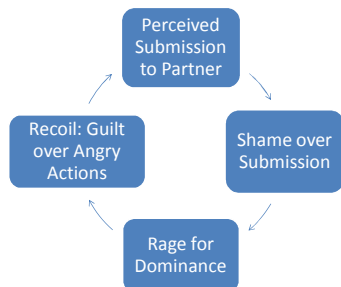 Perceived
Submission
to Partner
Shame over
Submission
Rage for
Dominance
Recoil: Guilt
over Angry
Actions